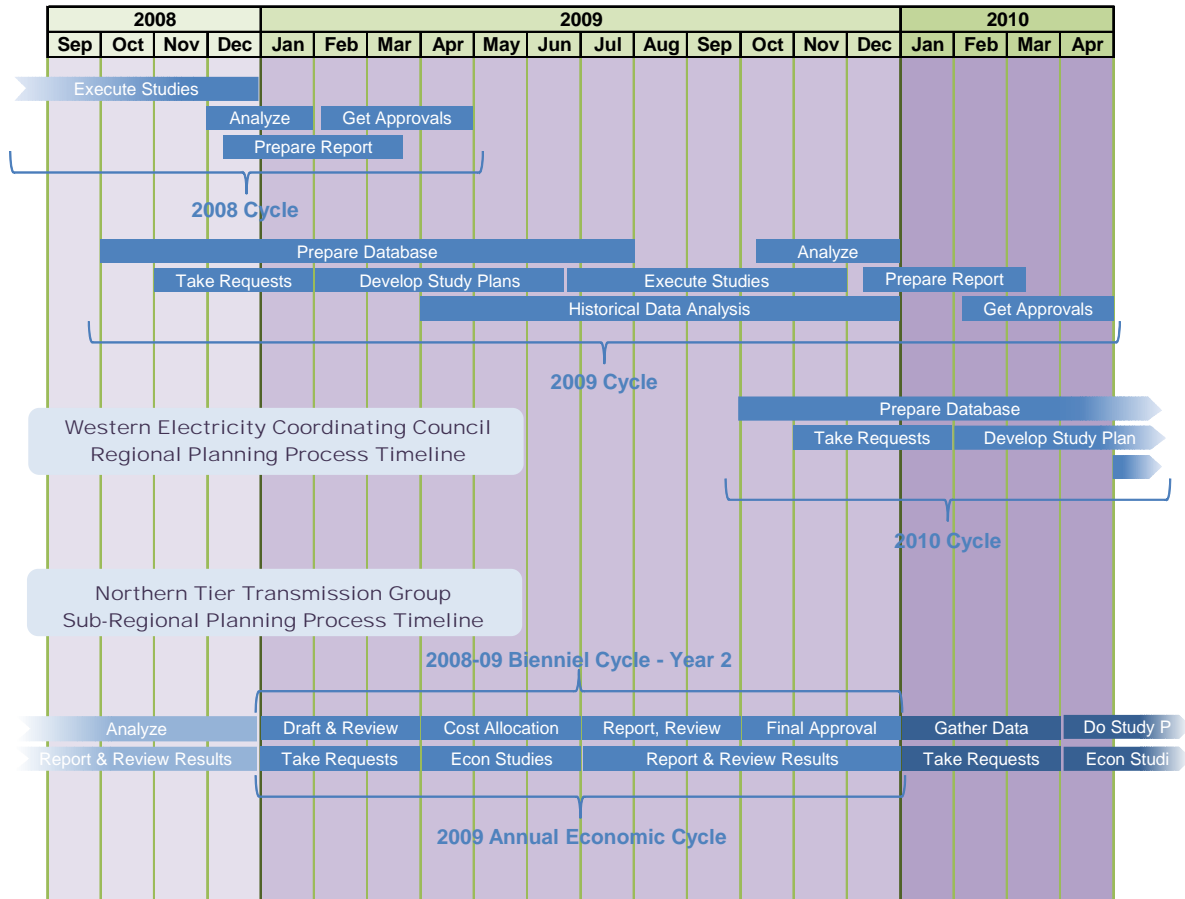 2008 2009 2010
Sep Oct Nov Dec Jan Feb Mar Apr May Jun Jul Aug Sep Oct Nov Dec Jan Feb Mar Apr
Execute Studies
Analyze Get Approvals
Prepare Report
2008 Cycle
Prepare Database Analyze
Take Requests Develop Study Plans Execute Studies Prepare Report
Historical Data Analysis Get Approvals
2009 Cycle
Prepare Database
Western Electricity Coordinating Council
Regional Planning Process Timeline
Take Requests Develop Study Plan
2010 Cycle
Northern Tier Transmission Group
Sub-Regional Planning Process Timeline
2008-09 Bienniel Cycle - Year 2
Analyze Draft & Review Cost Allocation Report, Review Final Approval Gather Data Do Study P
Report & Review Results Take Requests Econ Studies Report & Review Results Take Requests Econ Studi
2009 Annual Economic Cycle